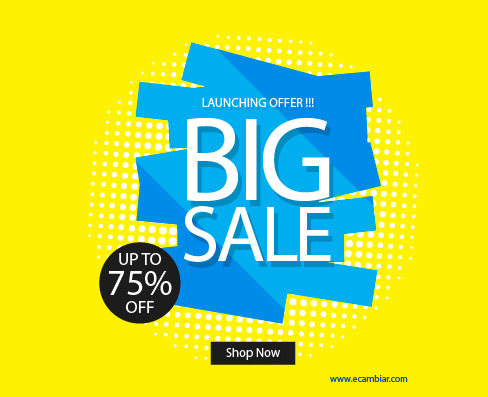 LAUNCHING OFFER !!!
BIG
SALE
UP TO
75%
OFF
Shop Now
www.ecambiar.com